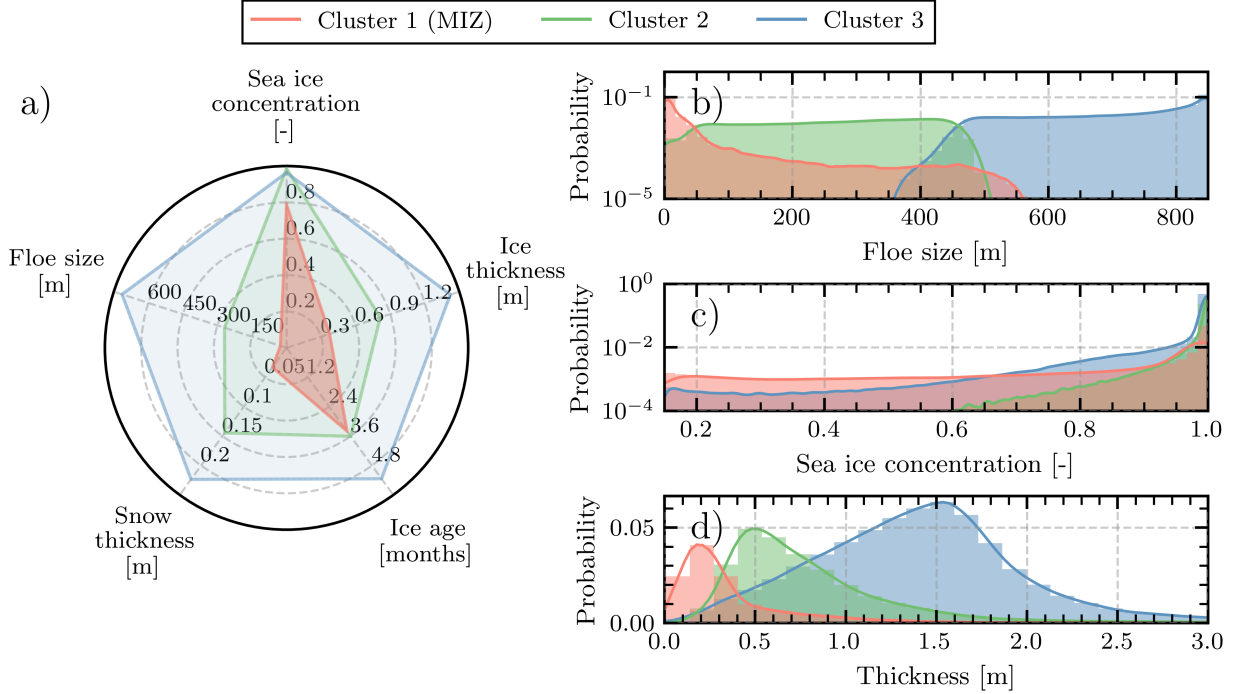 Cluster 1 (MIZ) Cluster 2 Cluster 3
a)
Sea ice
concentration
[-]
0.8
0.6
0.4
0.2
Ice
thickness
[m]
1.2
0.9
0.6
0.3
Floe size
[m]
600
450
300
150
0.05
0.1
0.15
0.2
Snow
thickness
[m]
1.2
2.4
3.6
4.8
Ice age
[months]
b)
Probability
10⁻¹
10⁻⁵
0 200 400 600 800
Floe size [m]
c)
Probability
10⁰
10⁻²
10⁻⁴
0.2 0.4 0.6 0.8 1.0
Sea ice concentration [-]
d)
Probability
0.05
0.00
0.0 0.5 1.0 1.5 2.0 2.5 3.0
Thickness [m]